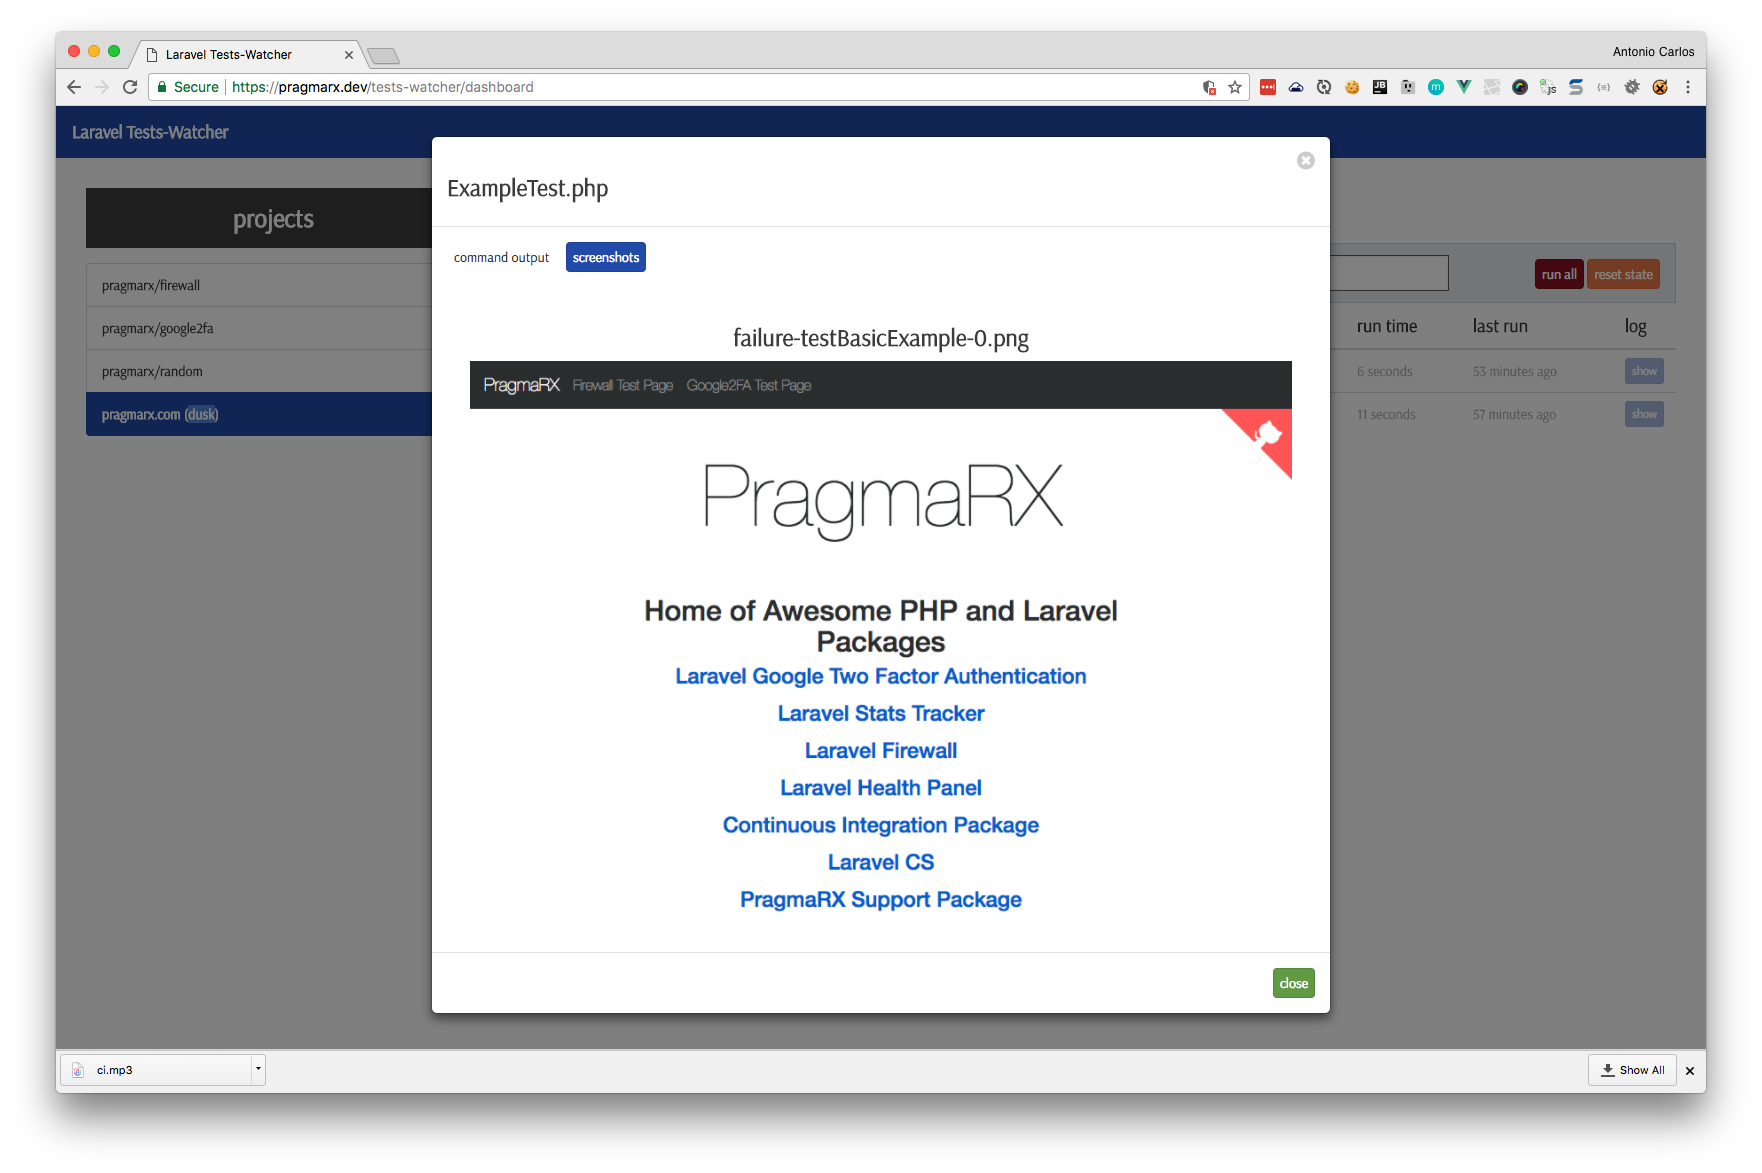 Laravel Tests-Watcher
Antonio Carlos
Secure
https://pragmarx.dev/tests-watcher/dashboard
JB
m
js
Laravel Tests-Watcher
projects
pragmarx/firewall
pragmarx/google2fa
pragmarx/random
pragmarx.com (dusk)
ExampleTest.php
command output
screenshots
failure-testBasicExample-0.png
PragmaRX
Firewall Test Page
Google2FA Test Page
PragmaRX
Home of Awesome PHP and Laravel
Packages
Laravel Google Two Factor Authentication
Laravel Stats Tracker
Laravel Firewall
Laravel Health Panel
Continuous Integration Package
Laravel CS
PragmaRX Support Package
close
run all
reset state
run time
last run
log
6 seconds
53 minutes ago
show
11 seconds
57 minutes ago
show
ci.mp3
Show All